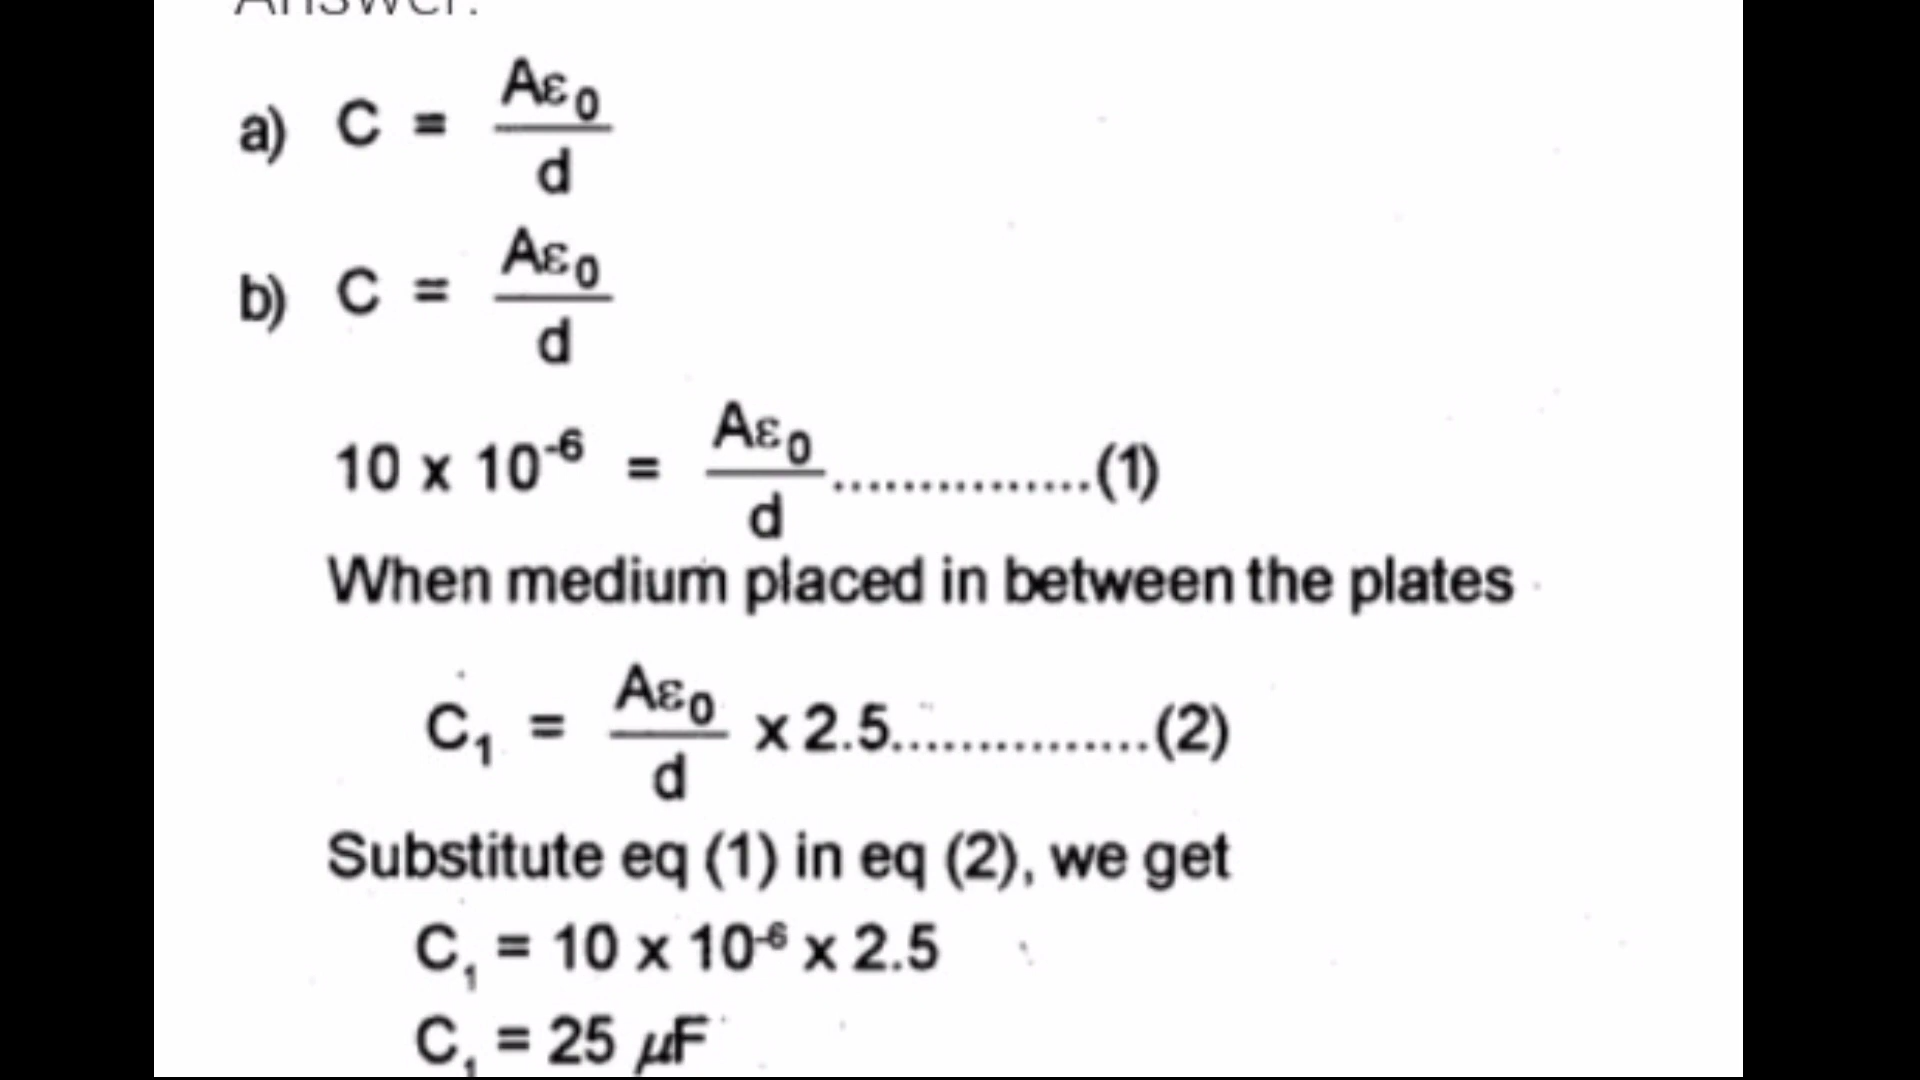 Answer:
a) C = Aε₀ / d
b) C = Aε₀ / d
10 x 10⁻⁶ = Aε₀ / d ...............(1)
When medium placed in between the plates
C₁ = Aε₀ / d x 2.5...............(2)
Substitute eq (1) in eq (2), we get
C₁ = 10 x 10⁻⁶ x 2.5
C₁ = 25 μF